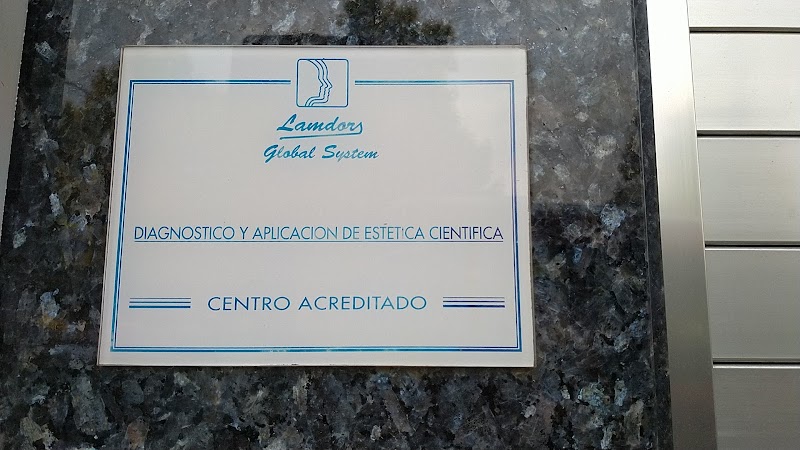 Lamdors
Global System
DIAGNOSTICO Y APLICACION DE ESTETICA CIENTIFICA
CENTRO ACREDITADO